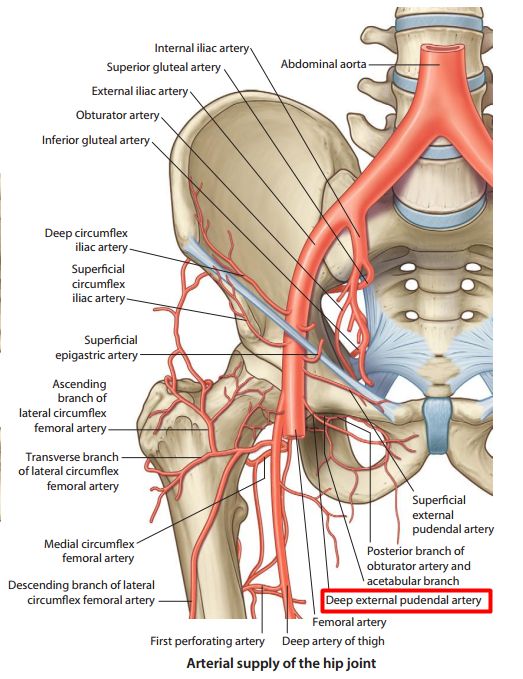 Internal iliac artery
Superior gluteal artery
Abdominal aorta
External iliac artery
Obturator artery
Inferior gluteal artery
Deep circumflex
iliac artery
Superficial
circumflex
iliac artery
Superficial
epigastric artery
Ascending
branch of
lateral circumflex
femoral artery
Transverse branch
of lateral circumflex
femoral artery
Superficial
external
pudendal artery
Medial circumflex
femoral artery
Posterior branch of
obturator artery and
acetabular branch
Descending branch of lateral
circumflex femoral artery
Deep external pudendal artery
Femoral artery
First perforating artery
Deep artery of thigh
Arterial supply of the hip joint